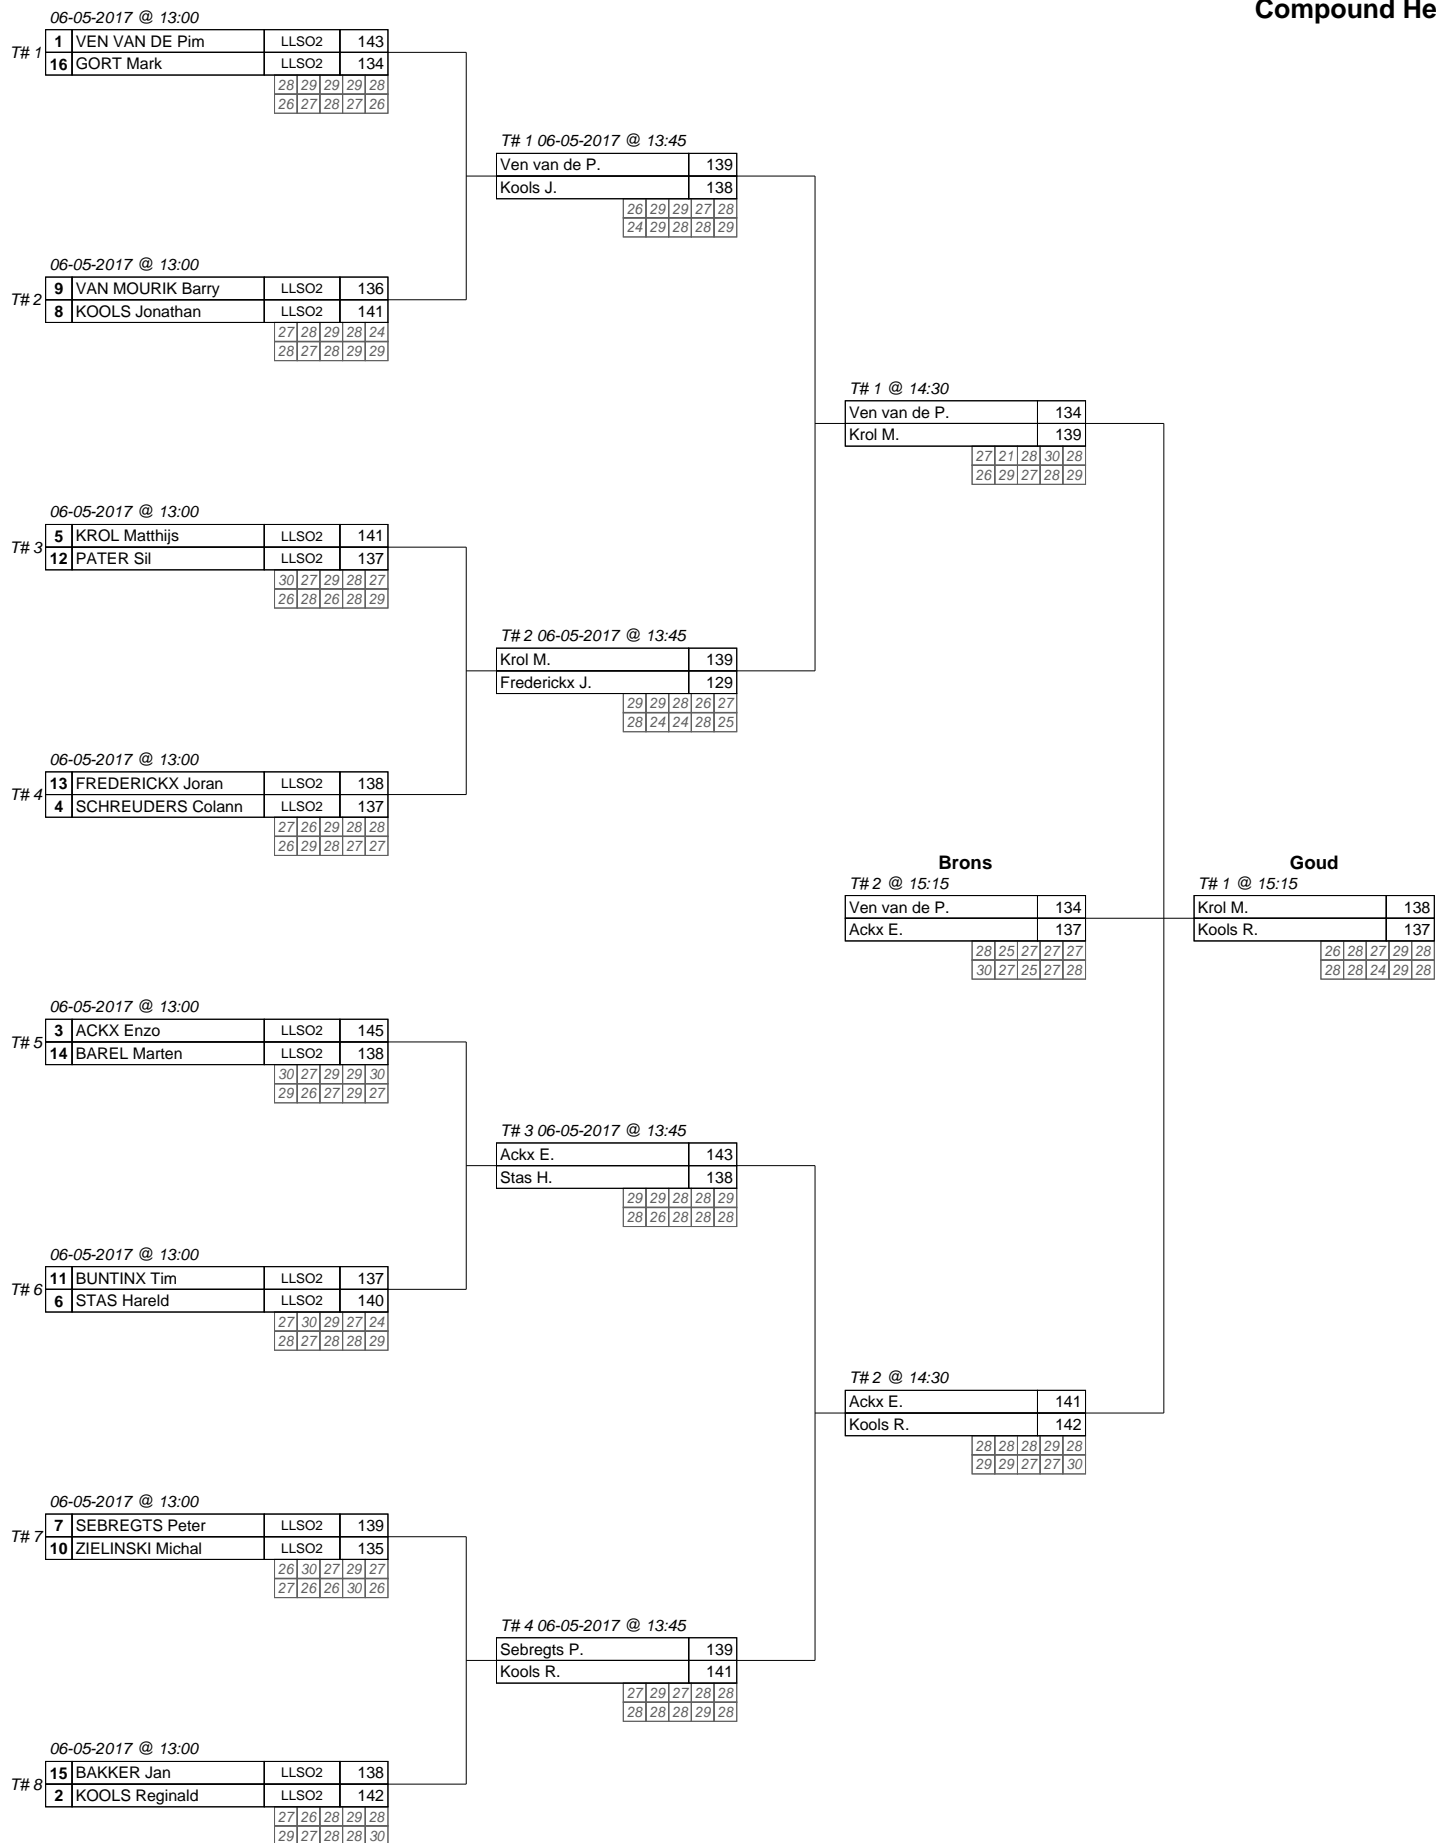 Compound He
06-05-2017 @ 13:00
T# 1
1 VEN VAN DE Pim LLSO2 143
16 GORT Mark LLSO2 134
28 29 29 29 28
26 27 28 27 26
06-05-2017 @ 13:00
T# 2
9 VAN MOURIK Barry LLSO2 136
8 KOOLS Jonathan LLSO2 141
27 28 29 28 24
28 27 28 29 29
06-05-2017 @ 13:00
T# 3
5 KROL Matthijs LLSO2 141
12 PATER Sil LLSO2 137
30 27 29 28 27
26 28 26 28 29
06-05-2017 @ 13:00
T# 4
13 FREDERICKX Joran LLSO2 138
4 SCHREUDERS Colann LLSO2 137
27 26 29 28 28
26 29 28 27 27
06-05-2017 @ 13:00
T# 5
3 ACKX Enzo LLSO2 145
14 BAREL Marten LLSO2 138
30 27 29 29 30
29 26 27 29 27
06-05-2017 @ 13:00
T# 6
11 BUNTINX Tim LLSO2 137
6 STAS Hareld LLSO2 140
27 30 29 27 24
28 27 28 28 29
06-05-2017 @ 13:00
T# 7
7 SEBREGTS Peter LLSO2 139
10 ZIELINSKI Michal LLSO2 135
26 30 27 29 27
27 26 26 30 26
06-05-2017 @ 13:00
T# 8
15 BAKKER Jan LLSO2 138
2 KOOLS Reginald LLSO2 142
27 26 28 29 28
29 27 28 28 30
T# 1 06-05-2017 @ 13:45
Ven van de P. 139
Kools J. 138
26 29 29 27 28
24 29 28 28 29
T# 2 06-05-2017 @ 13:45
Krol M. 139
Frederickx J. 129
29 29 28 26 27
28 24 24 28 25
T# 3 06-05-2017 @ 13:45
Ackx E. 143
Stas H. 138
29 29 28 28 29
28 26 28 28 28
T# 4 06-05-2017 @ 13:45
Sebregts P. 139
Kools R. 141
27 29 27 28 28
28 28 28 29 28
T# 1 @ 14:30
Ven van de P. 134
Krol M. 139
27 21 28 30 28
26 29 27 28 29
Brons
T# 2 @ 15:15
Ven van de P. 134
Ackx E. 137
28 25 27 27 27
30 27 25 27 28
T# 2 @ 14:30
Ackx E. 141
Kools R. 142
28 28 28 29 28
29 29 27 27 30
Goud
T# 1 @ 15:15
Krol M. 138
Kools R. 137
26 28 27 29 28
28 28 24 29 28